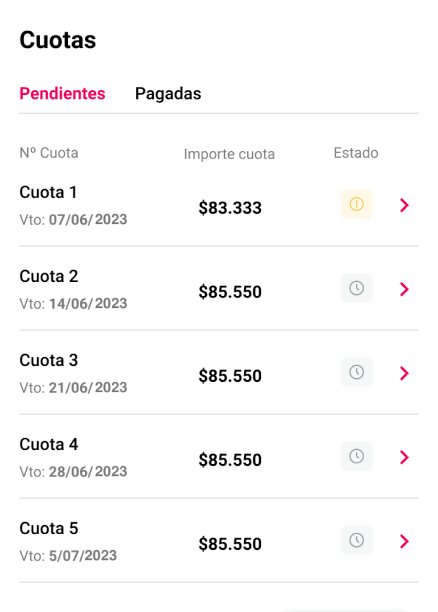 Cuotas
Pendientes Pagadas
Nº Cuota Importe cuota Estado
Cuota 1
$83.333
Vto: 07/06/2023
Cuota 2
$85.550
Vto: 14/06/2023
Cuota 3
$85.550
Vto: 21/06/2023
Cuota 4
$85.550
Vto: 28/06/2023
Cuota 5
$85.550
Vto: 5/07/2023